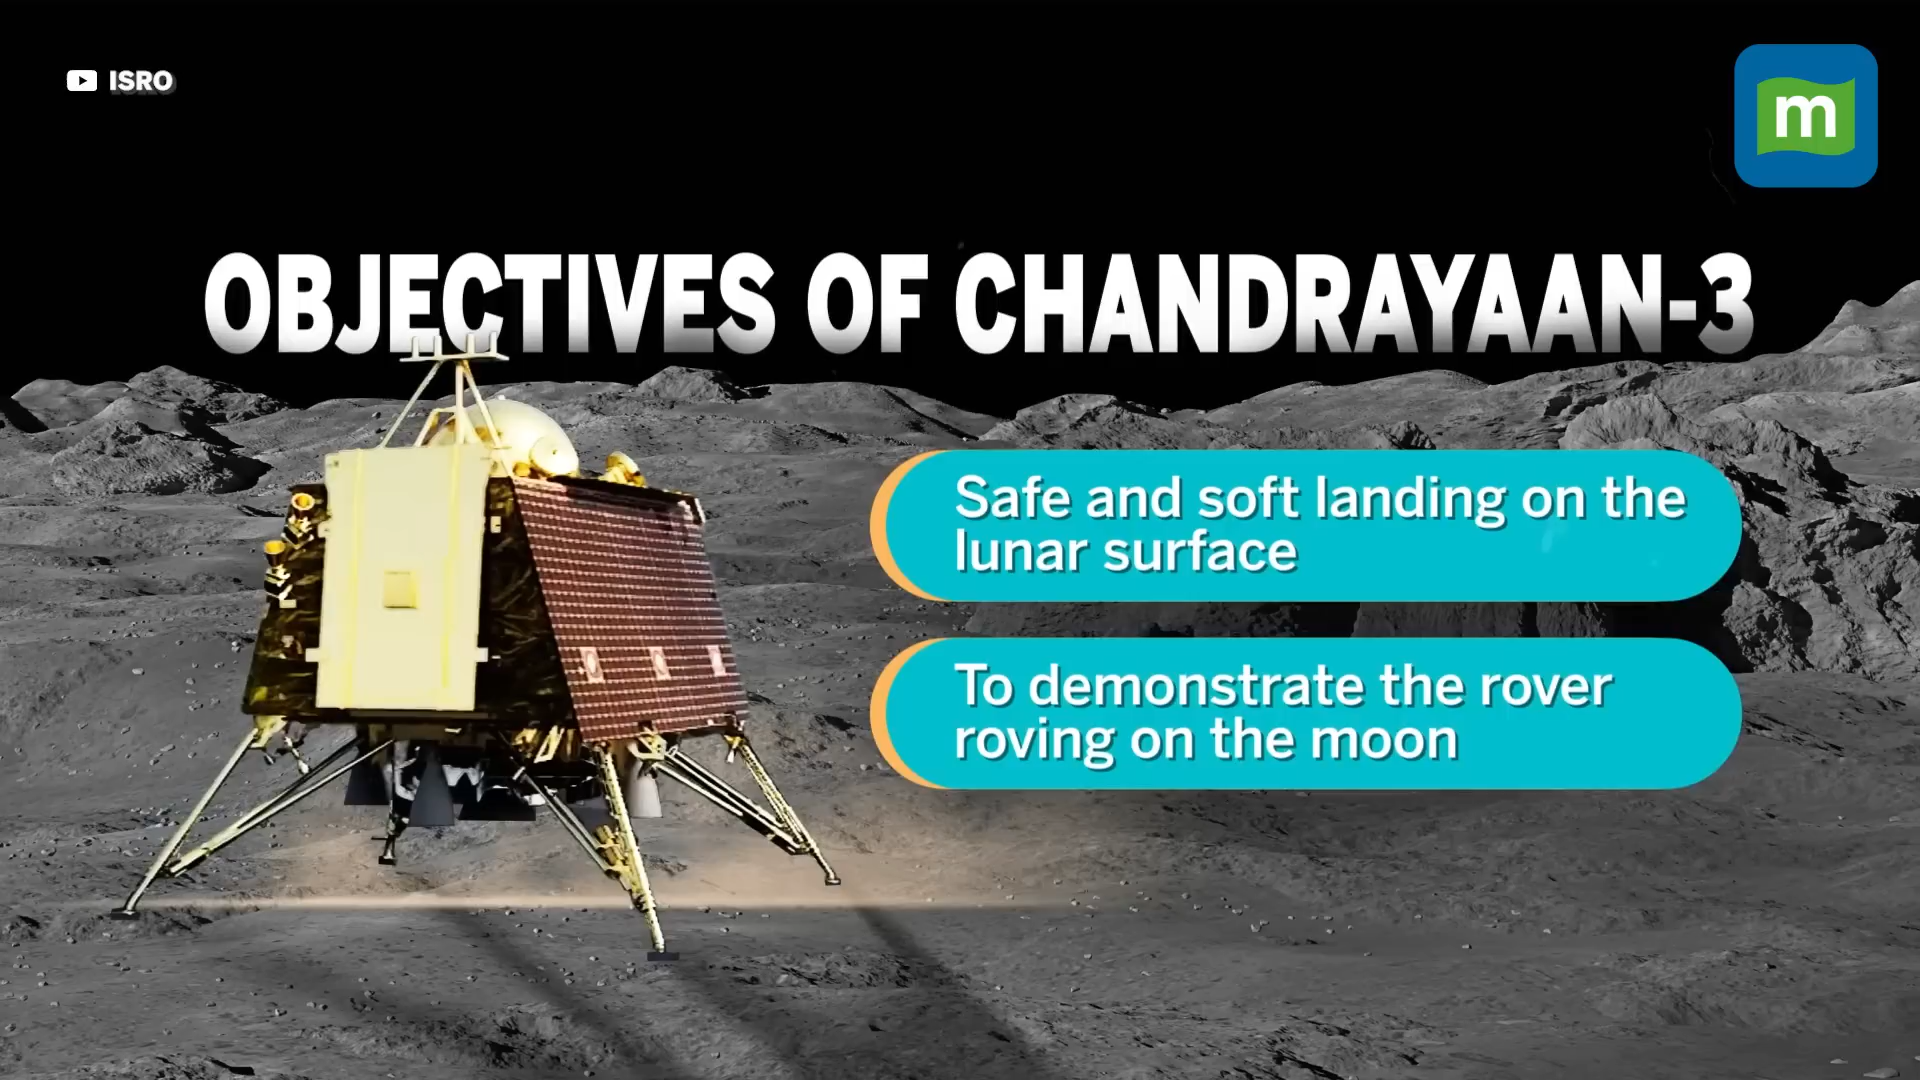 ISRO
m
OBJECTIVES OF CHANDRAYAAN-3
Safe and soft landing on the
lunar surface
To demonstrate the rover
roving on the moon